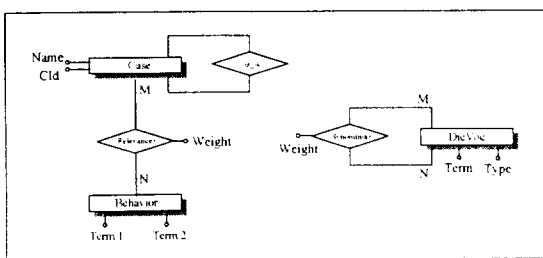 Name
CId
Case
M
Relevance
Weight
N
Behavior
Term 1
Term 2
M
Weight
DicVoc
N
Term
Type